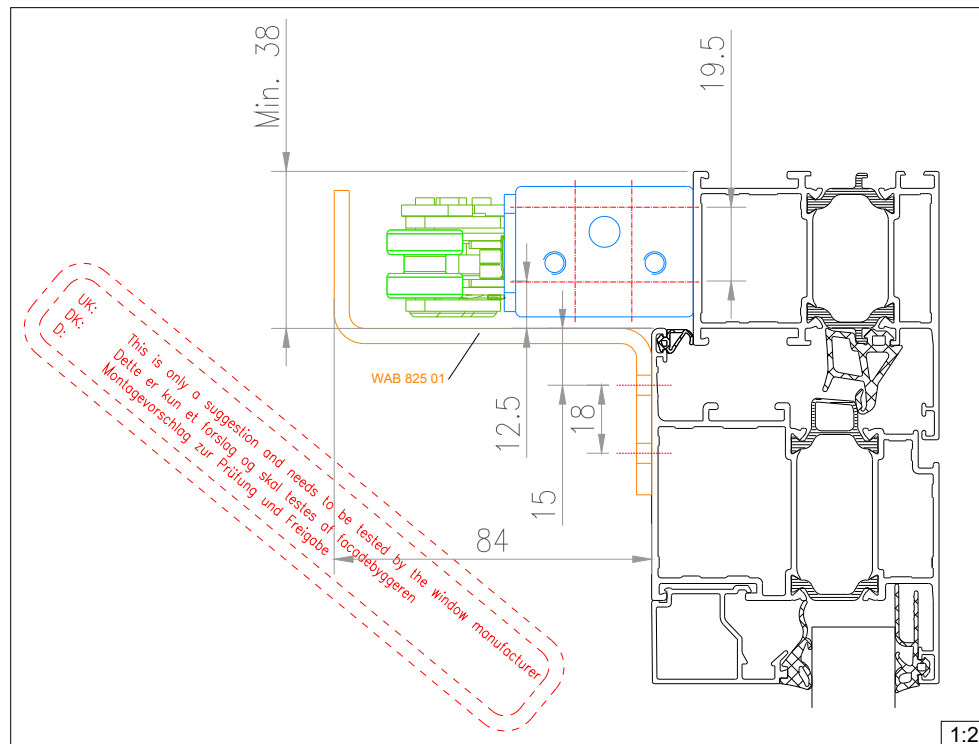 Min. 38
19.5
WAB 825 01
12.5
18
15
84
UK: This is only a suggestion and needs to be tested by the window manufacturer
DK: Dette er kun et forslag og skal testes af facadebyggeren
D: Montagevorschlag zur Prüfung und Freigabe
1:2